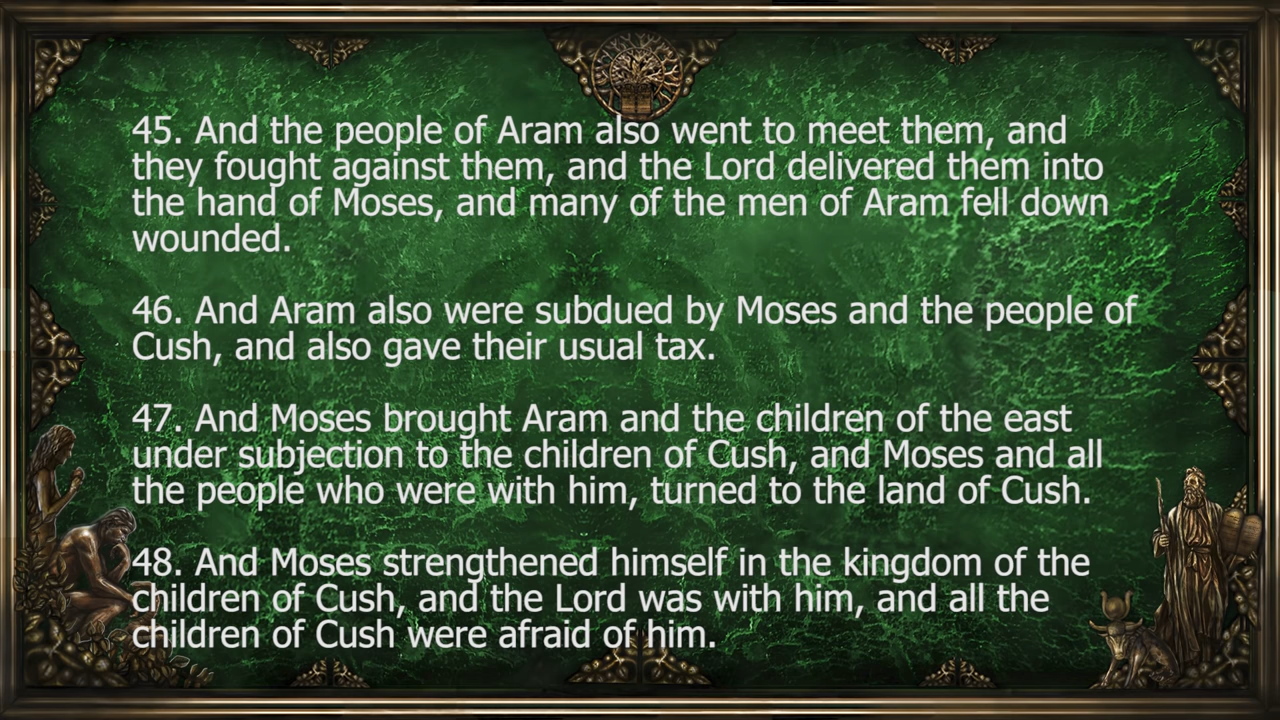 45. And the people of Aram also went to meet them, and
they fought against them, and the Lord delivered them into
the hand of Moses, and many of the men of Aram fell down
wounded.
46. And Aram also were subdued by Moses and the people of
Cush, and also gave their usual tax.
47. And Moses brought Aram and the children of the east
under subjection to the children of Cush, and Moses and all
the people who were with him, turned to the land of Cush.
48. And Moses strengthened himself in the kingdom of the
children of Cush, and the Lord was with him, and all the
children of Cush were afraid of him.